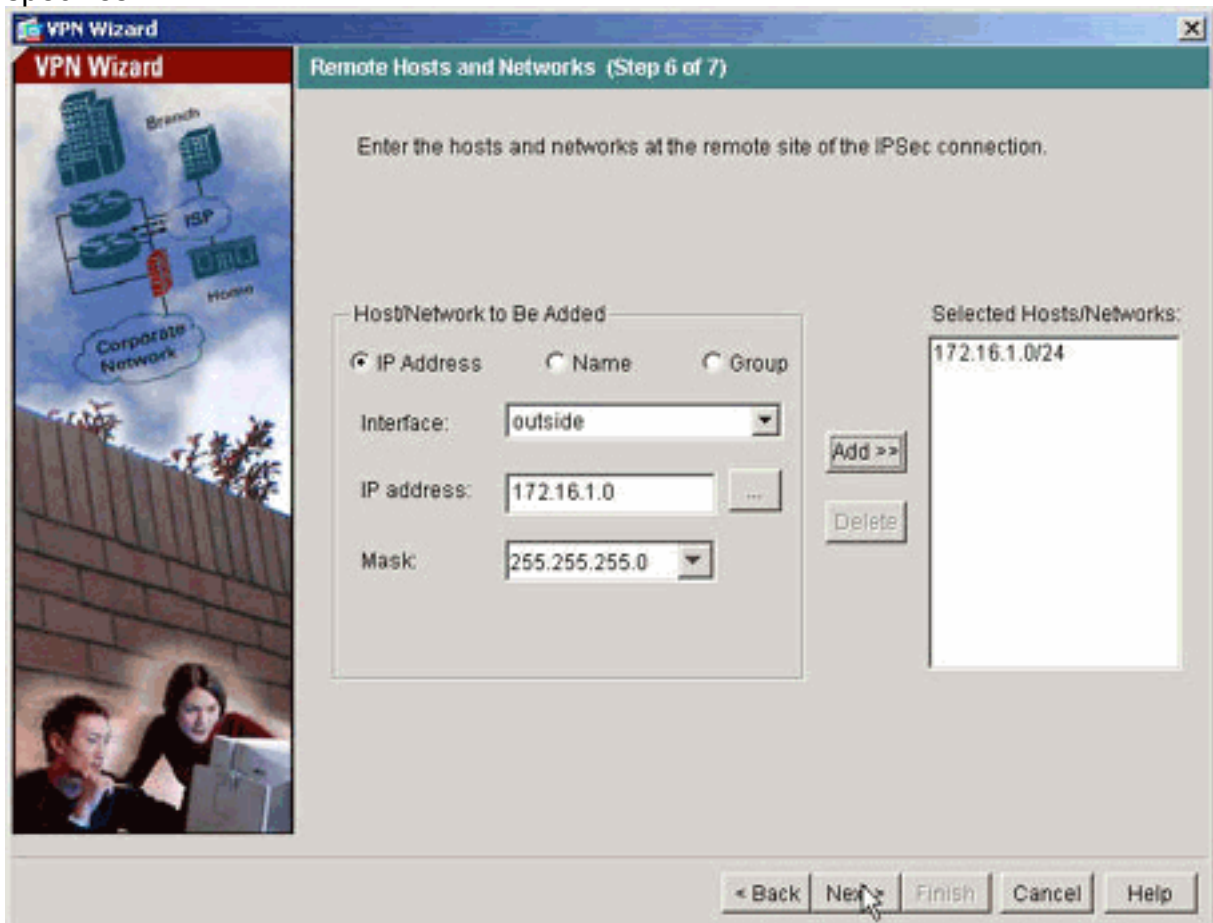 VPN Wizard
VPN Wizard
Remote Hosts and Networks (Step 6 of 7)
Branch
ISP
Home
Corporate
Network
Enter the hosts and networks at the remote site of the IPSec connection.
Host/Network to Be Added
IP Address Name Group
Interface: outside
IP address: 172.16.1.0 ...
Mask: 255.255.255.0
Add >>
Delete
Selected Hosts/Networks:
172.16.1.0/24
< Back Next > Finish Cancel Help